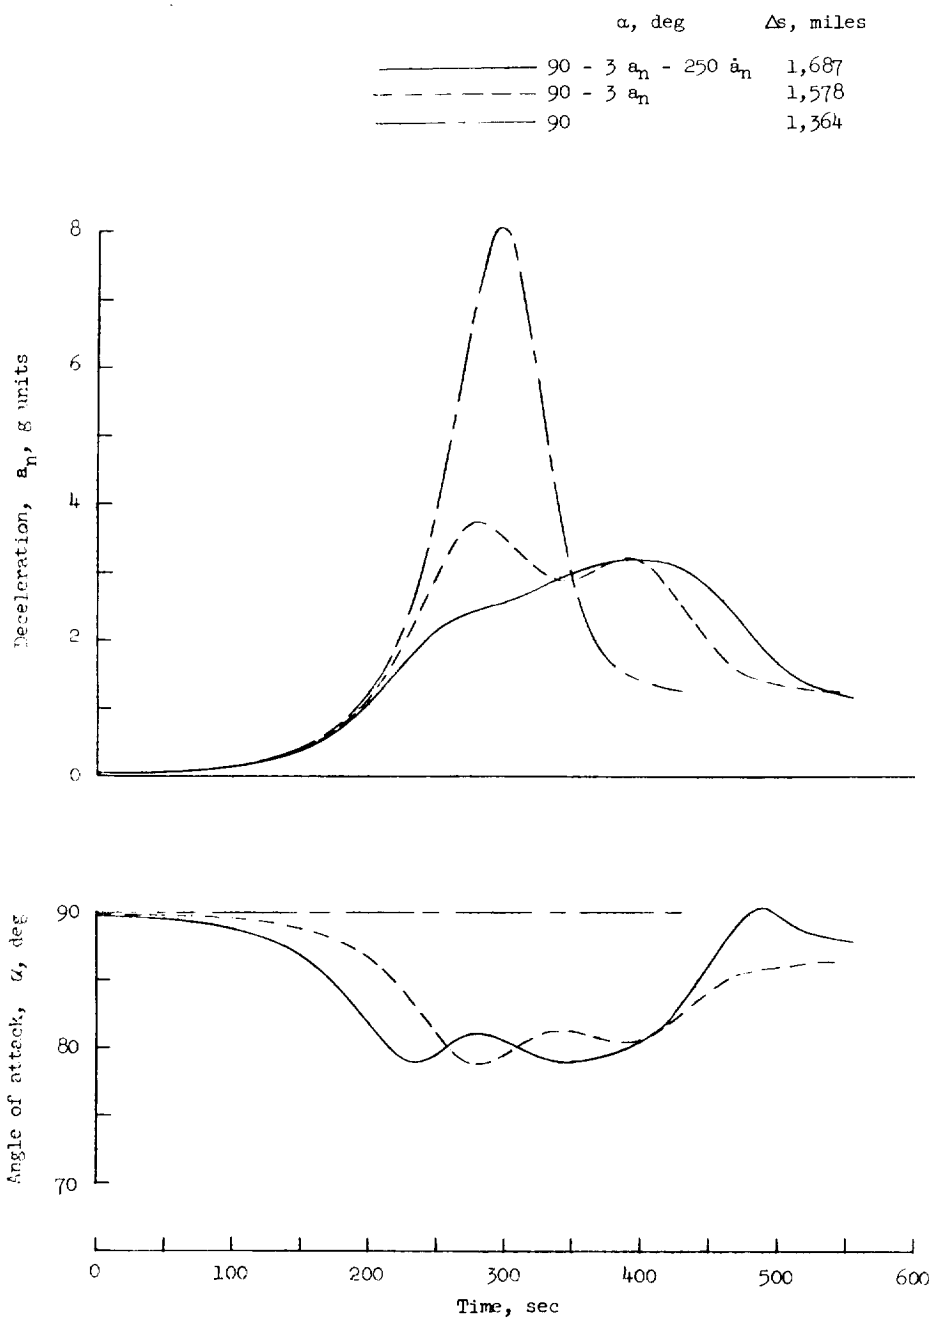 α, deg Δs, miles
90 - 3 aₙ - 250 ȧₙ 1,687
90 - 3 aₙ 1,578
90 1,364
8
6
4
2
0
Deceleration, aₙ, g units
90
80
70
Angle of attack, α, deg
0 100 200 300 400 500 600
Time, sec